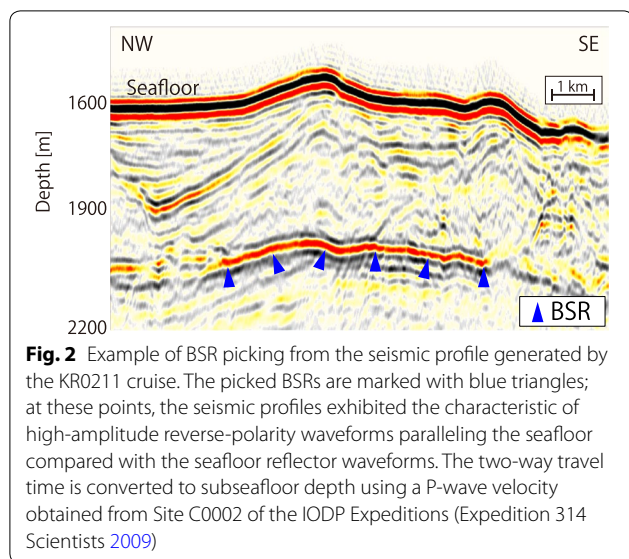 NW
SE
Seafloor
1 km
1600
Depth [m]
1900
2200
BSR
Fig. 2 Example of BSR picking from the seismic profile generated by
the KR0211 cruise. The picked BSRs are marked with blue triangles;
at these points, the seismic profiles exhibited the characteristic of
high-amplitude reverse-polarity waveforms paralleling the seafloor
compared with the seafloor reflector waveforms. The two-way travel
time is converted to subseafloor depth using a P-wave velocity
obtained from Site C0002 of the IODP Expeditions (Expedition 314
Scientists 2009)